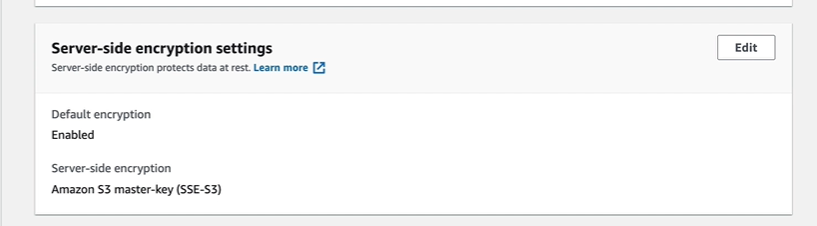 Server-side encryption settings
Edit
Server-side encryption protects data at rest. Learn more
Default encryption
Enabled
Server-side encryption
Amazon S3 master-key (SSE-S3)